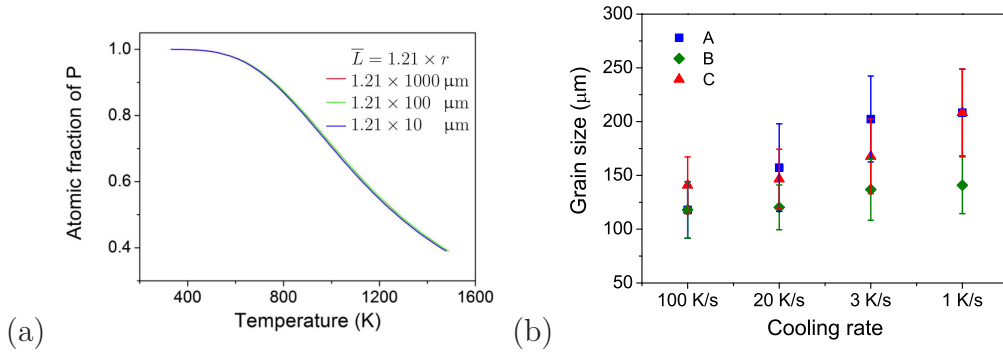 1.0
0.8
0.6
0.4
400
800
1200
1600
Atomic fraction of P
Temperature (K)
L̅ = 1.21 × r
1.21 × 1000 μm
1.21 × 100 μm
1.21 × 10 μm
(a)
300
250
200
150
100
50
Grain size (μm)
A
B
C
100 K/s
20 K/s
3 K/s
1 K/s
Cooling rate
(b)